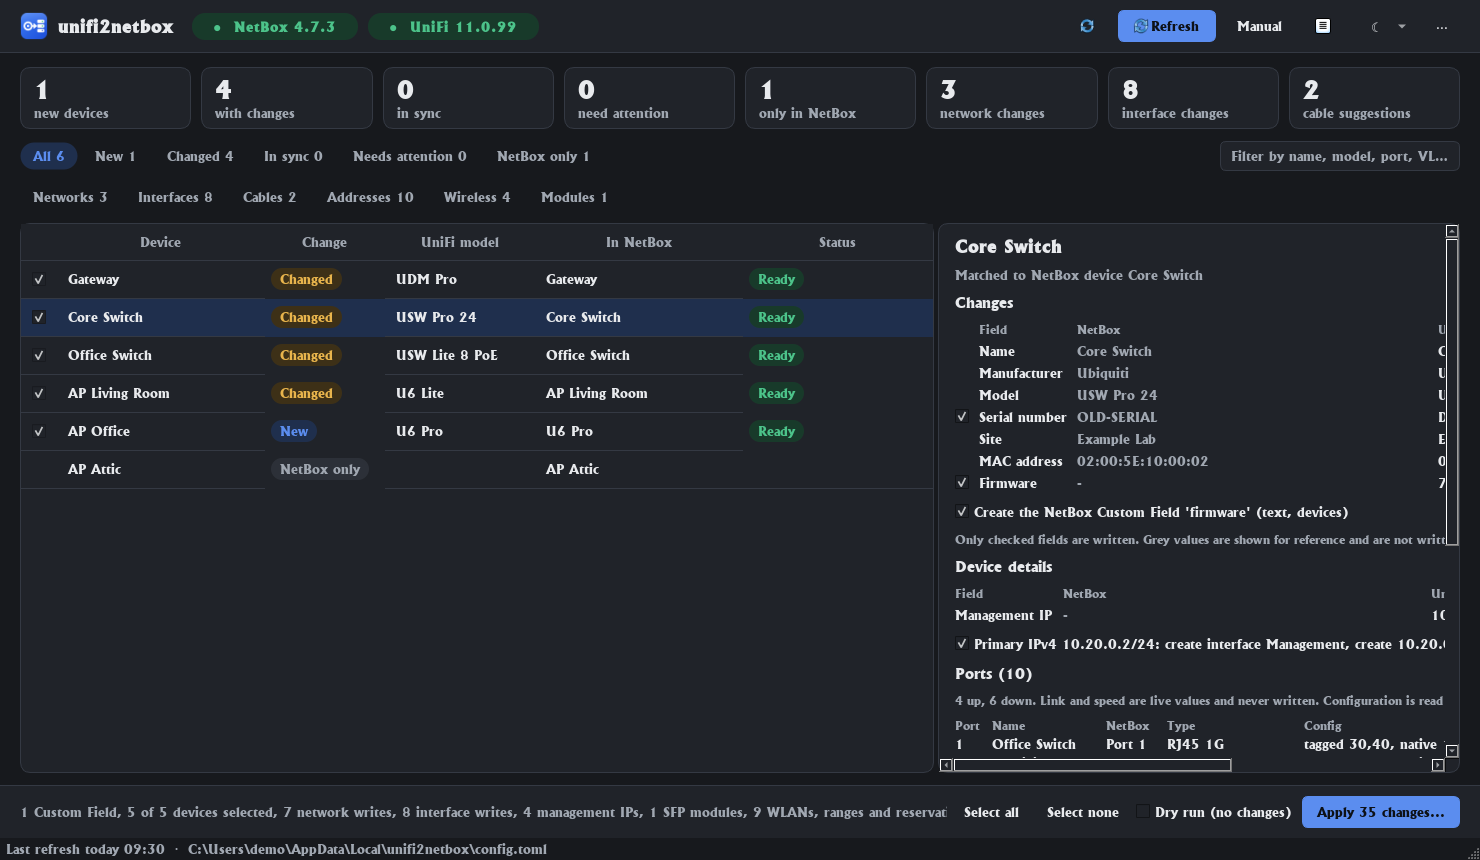 unifi2netbox
● NetBox 4.7.3
● UniFi 11.0.99
Refresh
Manual
...
1
new devices
4
with changes
0
in sync
0
need attention
1
only in NetBox
3
network changes
8
interface changes
2
cable suggestions
All 6
New 1
Changed 4
In sync 0
Needs attention 0
NetBox only 1
Filter by name, model, port, VL...
Networks 3
Interfaces 8
Cables 2
Addresses 10
Wireless 4
Modules 1
Device Change UniFi model In NetBox Status
Gateway Changed UDM Pro Gateway Ready
Core Switch Changed USW Pro 24 Core Switch Ready
Office Switch Changed USW Lite 8 PoE Office Switch Ready
AP Living Room Changed U6 Lite AP Living Room Ready
AP Office New U6 Pro U6 Pro Ready
AP Attic NetBox only AP Attic
Core Switch
Matched to NetBox device Core Switch
Changes
Field NetBox U
Name Core Switch C
Manufacturer Ubiquiti U
Model USW Pro 24 U
Serial number OLD-SERIAL D
Site Example Lab E
MAC address 02:00:5E:10:00:02 0
Firmware - 7
Create the NetBox Custom Field 'firmware' (text, devices)
Only checked fields are written. Grey values are shown for reference and are not writt
Device details
Field NetBox Un
Management IP - 10
Primary IPv4 10.20.0.2/24: create interface Management, create 10.20.0
Ports (10)
4 up, 6 down. Link and speed are live values and never written. Configuration is read
Port Name NetBox Type Config
1 Office Switch Port 1 RJ45 1G tagged 30,40, native
1 Custom Field, 5 of 5 devices selected, 7 network writes, 8 interface writes, 4 management IPs, 1 SFP modules, 9 WLANs, ranges and reservati
Select all
Select none
Dry run (no changes)
Apply 35 changes...
Last refresh today 09:30 · C:\Users\demo\AppData\Local\unifi2netbox\config.toml